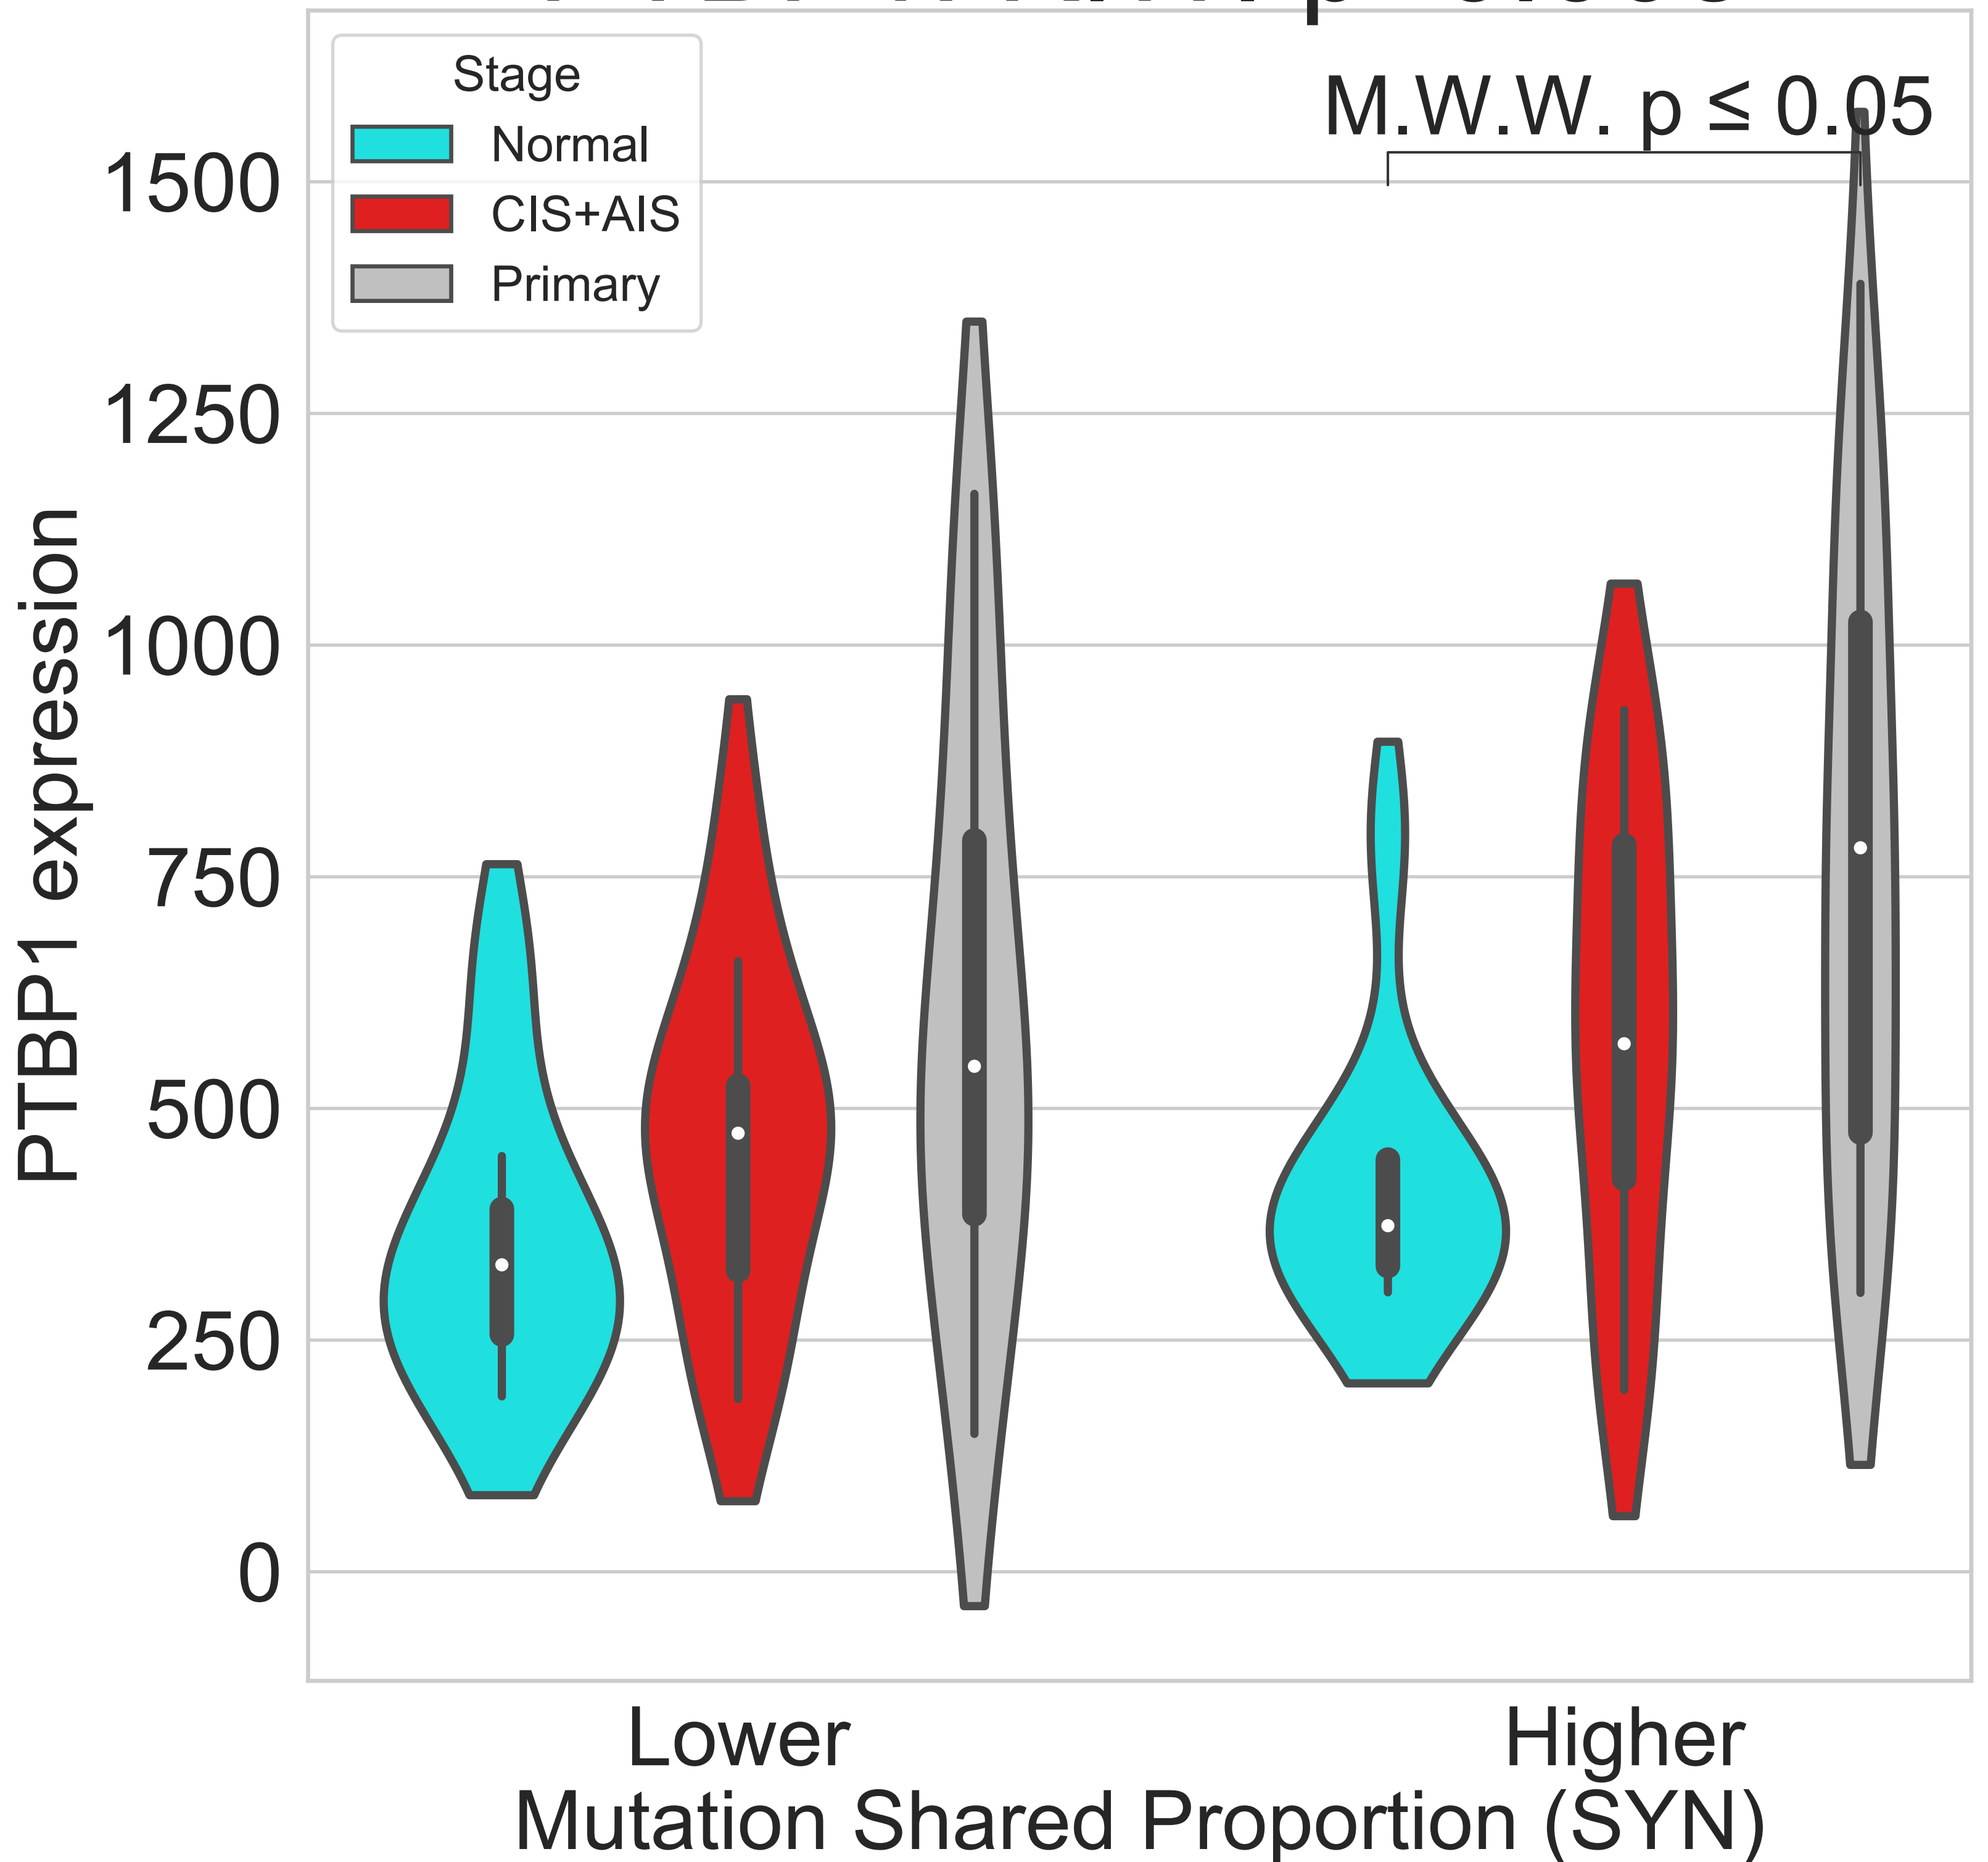 Stage
Normal
CIS+AIS
Primary
M.W.W. p ≤ 0.05
1500
1250
1000
750
500
250
0
PTBP1 expression
Lower
Higher
Mutation Shared Proportion (SYN)